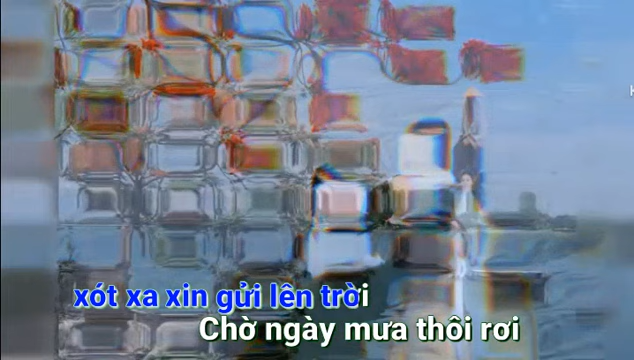 xót xa xin gửi lên trời
Chờ ngày mưa thôi rơi